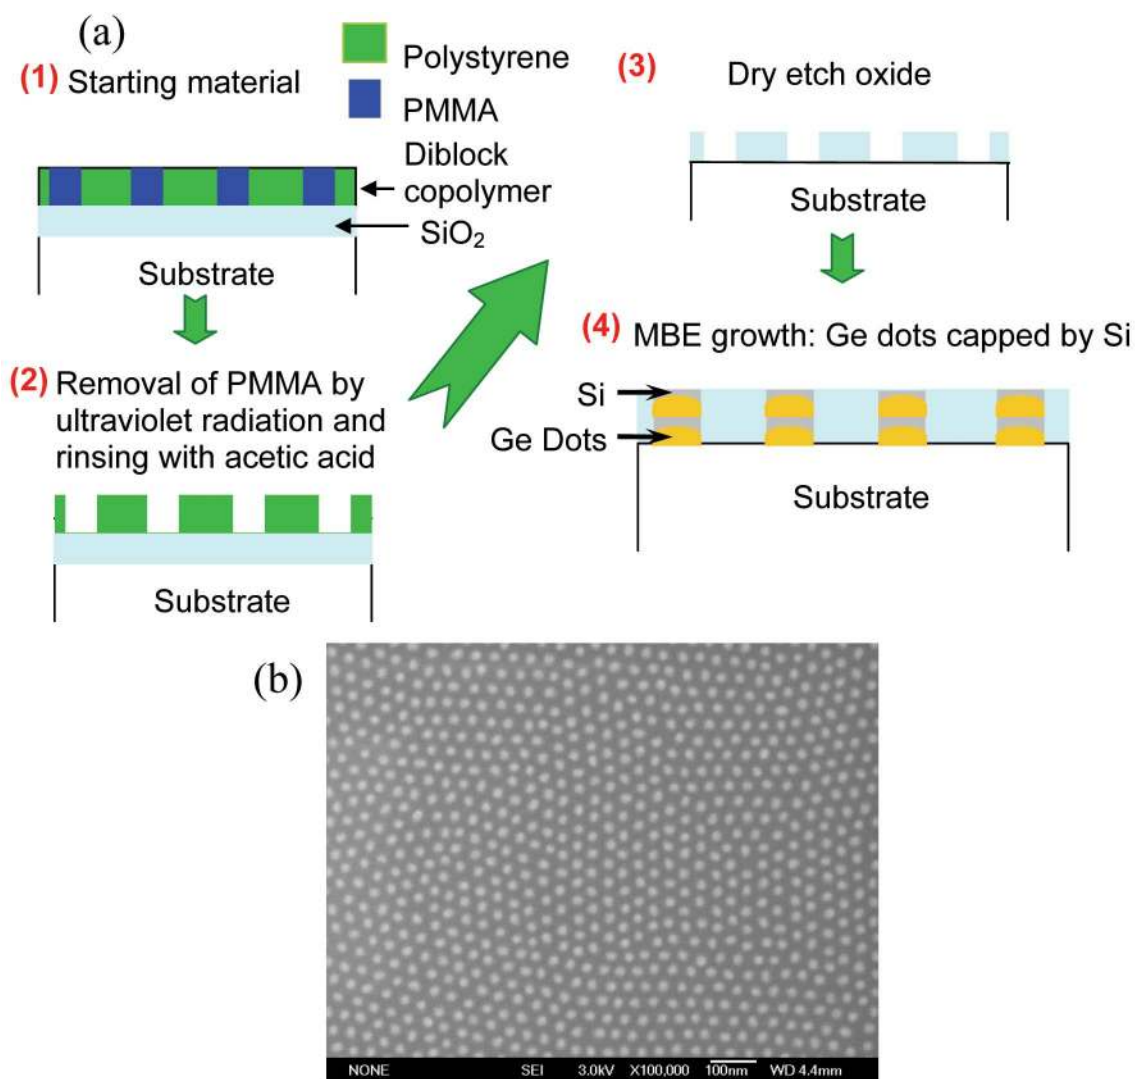 (a)
(1) Starting material
Polystyrene
PMMA
Diblock
copolymer
SiO₂
Substrate
(2) Removal of PMMA by
ultraviolet radiation and
rinsing with acetic acid
Substrate
(3) Dry etch oxide
Substrate
(4) MBE growth: Ge dots capped by Si
Si
Ge Dots
Substrate
(b)
NONE SEI 3.0kV X100,000 100nm WD 4.4mm